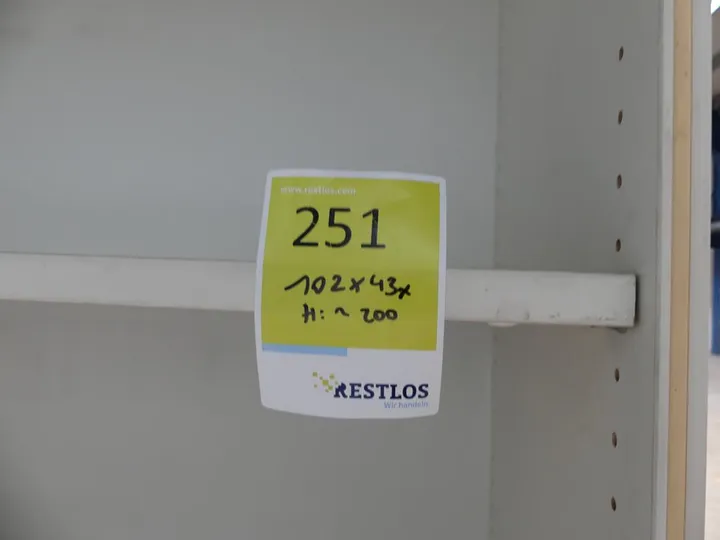 www.restlos.com
251
102x43x
H: ~ 200
RESTLOS
Wir handeln